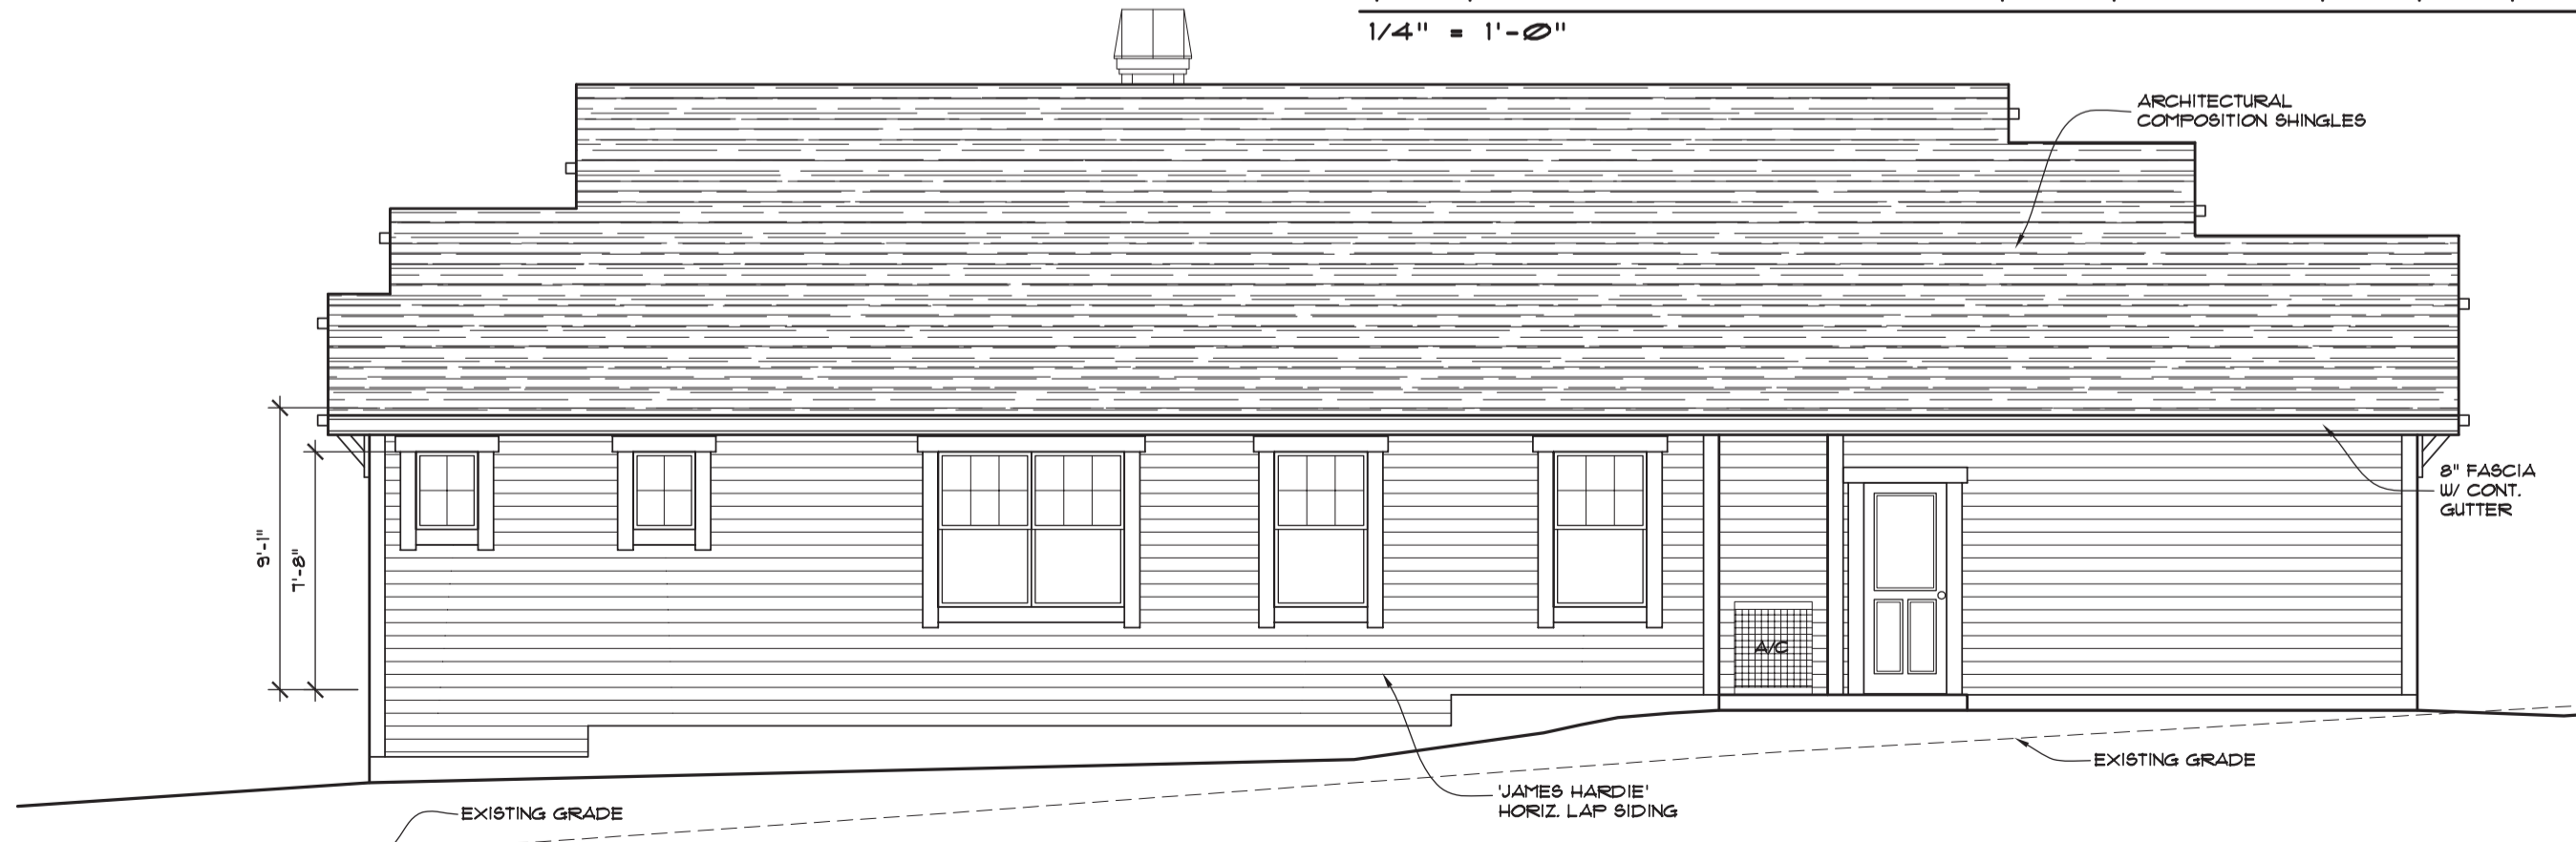 1/4" = 1'-0"
ARCHITECTURAL
COMPOSITION SHINGLES
8" FASCIA
W/ CONT.
GUTTER
9'-1"
7'-8"
A/C
EXISTING GRADE
'JAMES HARDIE'
HORIZ. LAP SIDING
EXISTING GRADE